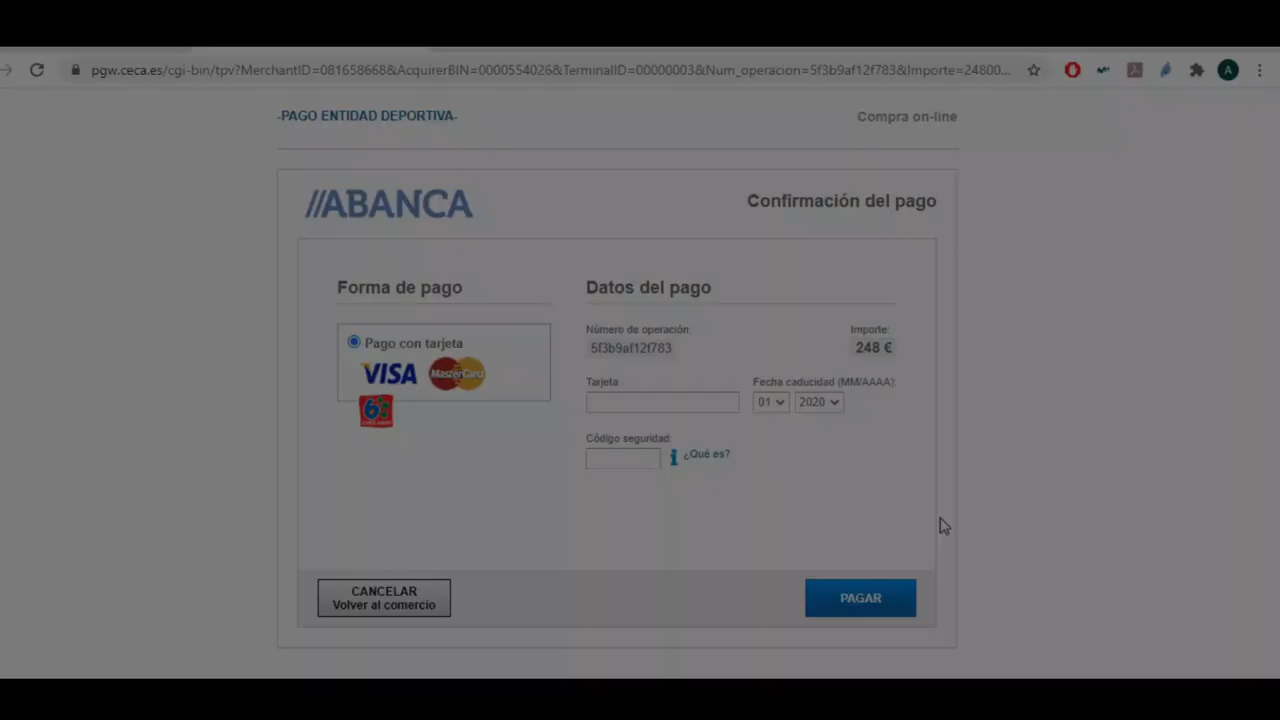 pgw.ceca.es/cgi-bin/tpv?MerchantID=081658668&AcquirerBIN=0000554026&TerminalID=00000003&Num_operacion=5f3b9af12f783&Importe=24800...
A
-PAGO ENTIDAD DEPORTIVA-
Compra on-line
//ABANCA
Confirmación del pago
Forma de pago
Datos del pago
Pago con tarjeta
VISA MasterCard
6
Número de operación:
5f3b9af12f783
Importe:
248 €
Tarjeta:
Fecha caducidad (MM/AAAA):
01 2020
Código seguridad:
¿Qué es?
CANCELAR
Volver al comercio
PAGAR